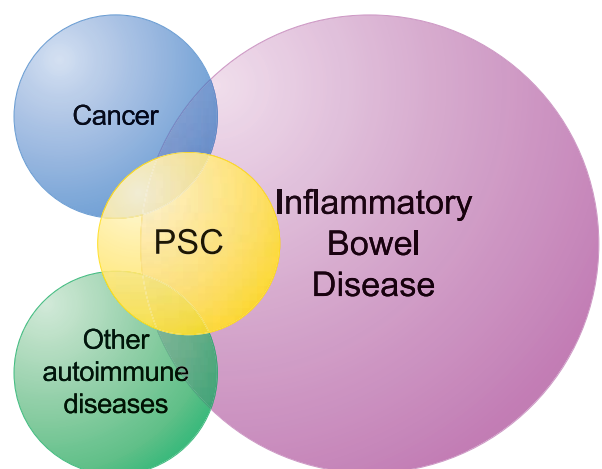 Cancer
PSC
Inflammatory
Bowel
Disease
Other
autoimmune
diseases